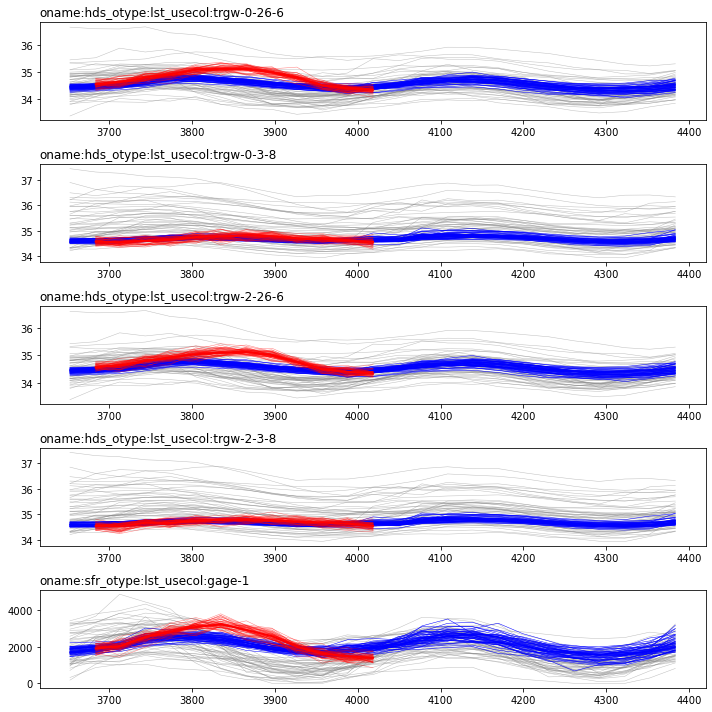 oname:hds_otype:lst_usecol:trgw-0-26-6
36
35
34
3700 3800 3900 4000 4100 4200 4300 4400
oname:hds_otype:lst_usecol:trgw-0-3-8
37
36
35
34
3700 3800 3900 4000 4100 4200 4300 4400
oname:hds_otype:lst_usecol:trgw-2-26-6
36
35
34
3700 3800 3900 4000 4100 4200 4300 4400
oname:hds_otype:lst_usecol:trgw-2-3-8
37
36
35
34
3700 3800 3900 4000 4100 4200 4300 4400
oname:sfr_otype:lst_usecol:gage-1
4000
2000
0
3700 3800 3900 4000 4100 4200 4300 4400